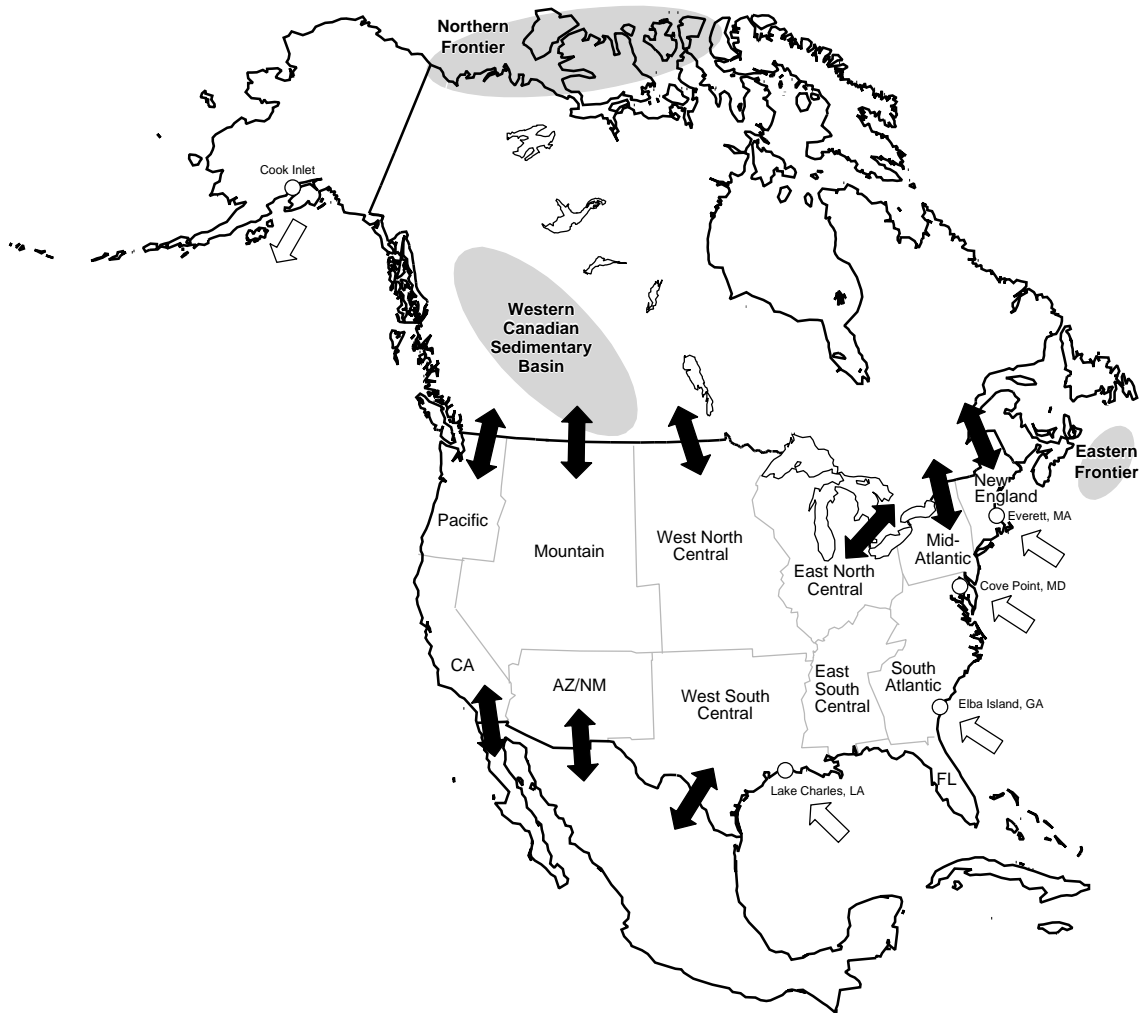 Northern
Frontier
Cook Inlet
Western
Canadian
Sedimentary
Basin
Eastern
Frontier
New
England
Everett, MA
Pacific
Mountain
West North
Central
Mid-
Atlantic
East North
Central
Cove Point, MD
CA
AZ/NM
West South
Central
East
South
Central
South
Atlantic
Elba Island, GA
FL
Lake Charles, LA